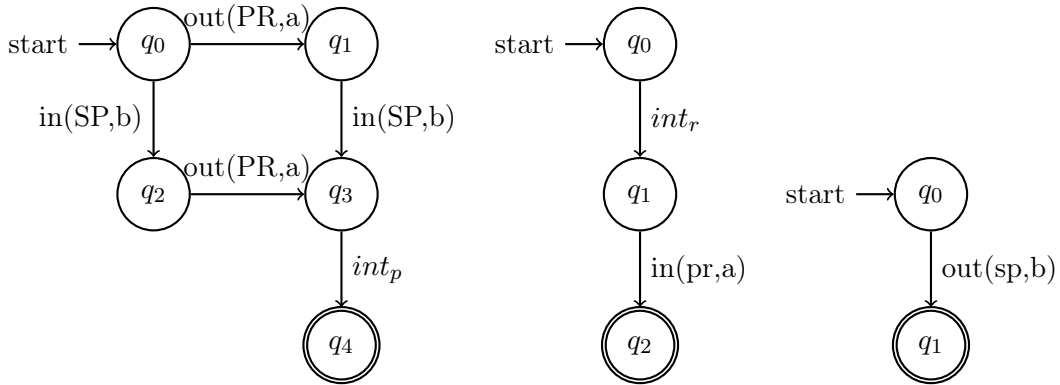 start q0 out(PR,a) q1
in(SP,b) in(SP,b)
q2 out(PR,a) q3
int_p
q4
start q0
int_r
q1
in(pr,a)
q2
start q0
out(sp,b)
q1